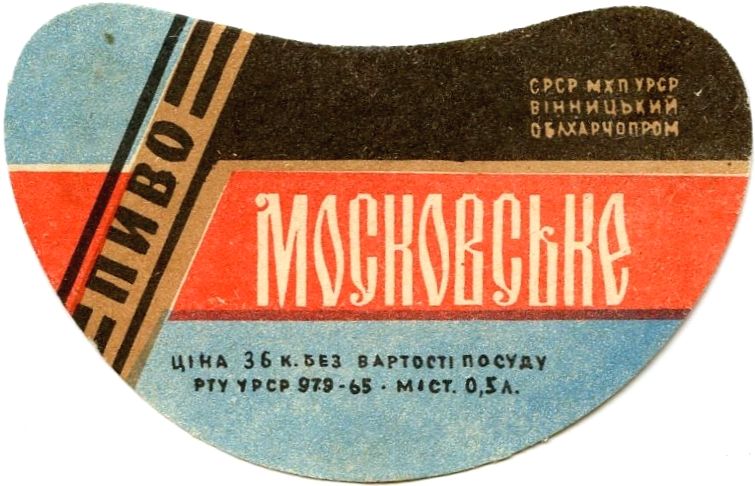 ПИВО
СРСР МХП УРСР
ВІННИЦЬКИЙ
ОБЛХАРЧОПРОМ
МОСКОВСЬКЕ
ЦІНА 36 К. БЕЗ ВАРТОСТІ ПОСУДУ
РТУ УРСР 979-65 · МІСТ. 0,5 Л.